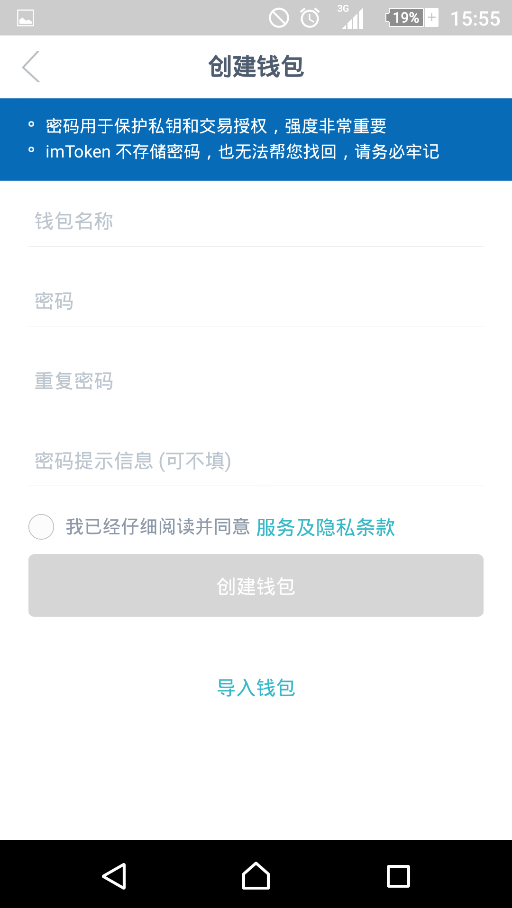 3G
19%
15:55
创建钱包
密码用于保护私钥和交易授权，强度非常重要
imToken 不存储密码，也无法帮您找回，请务必牢记
钱包名称
密码
重复密码
密码提示信息 (可不填)
我已经仔细阅读并同意 服务及隐私条款
创建钱包
导入钱包